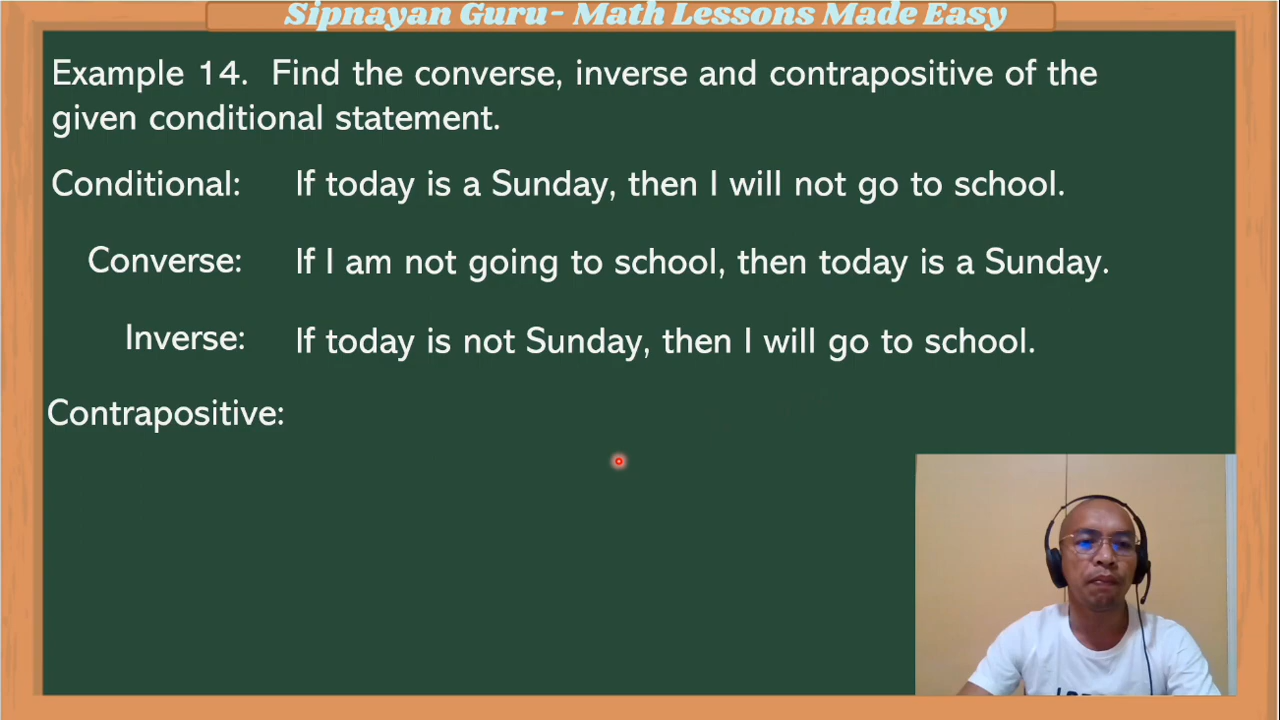 Sipnayan Guru- Math Lessons Made Easy
Example 14. Find the converse, inverse and contrapositive of the
given conditional statement.
Conditional: If today is a Sunday, then I will not go to school.
Converse: If I am not going to school, then today is a Sunday.
Inverse: If today is not Sunday, then I will go to school.
Contrapositive: